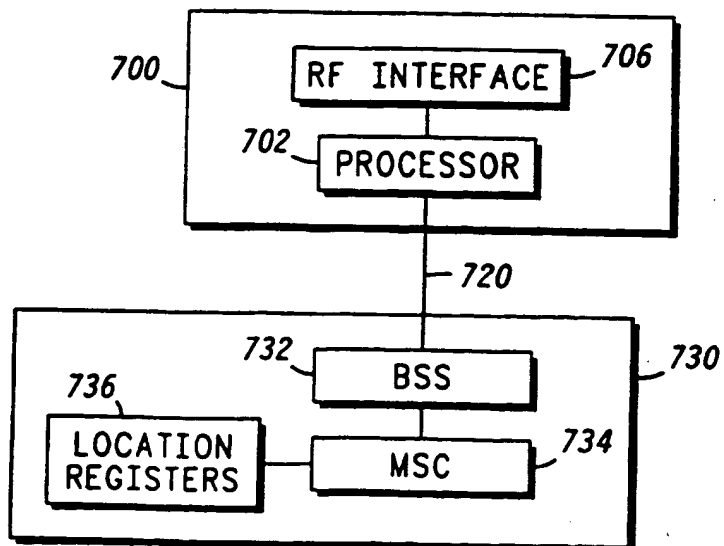 700
RF INTERFACE
706
702
PROCESSOR
720
732
BSS
730
736
LOCATION
REGISTERS
MSC
734